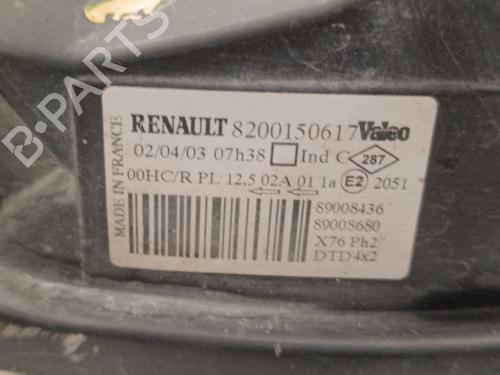 B-PARTS
MADE IN FRANCE
RENAULT 8200150617 Valeo
02/04/03 07h38 Ind C 287
00HC/R PL 12,5 02A 01 1a E2 2051
89008436
89008680
X76 Ph2
DTD4x2